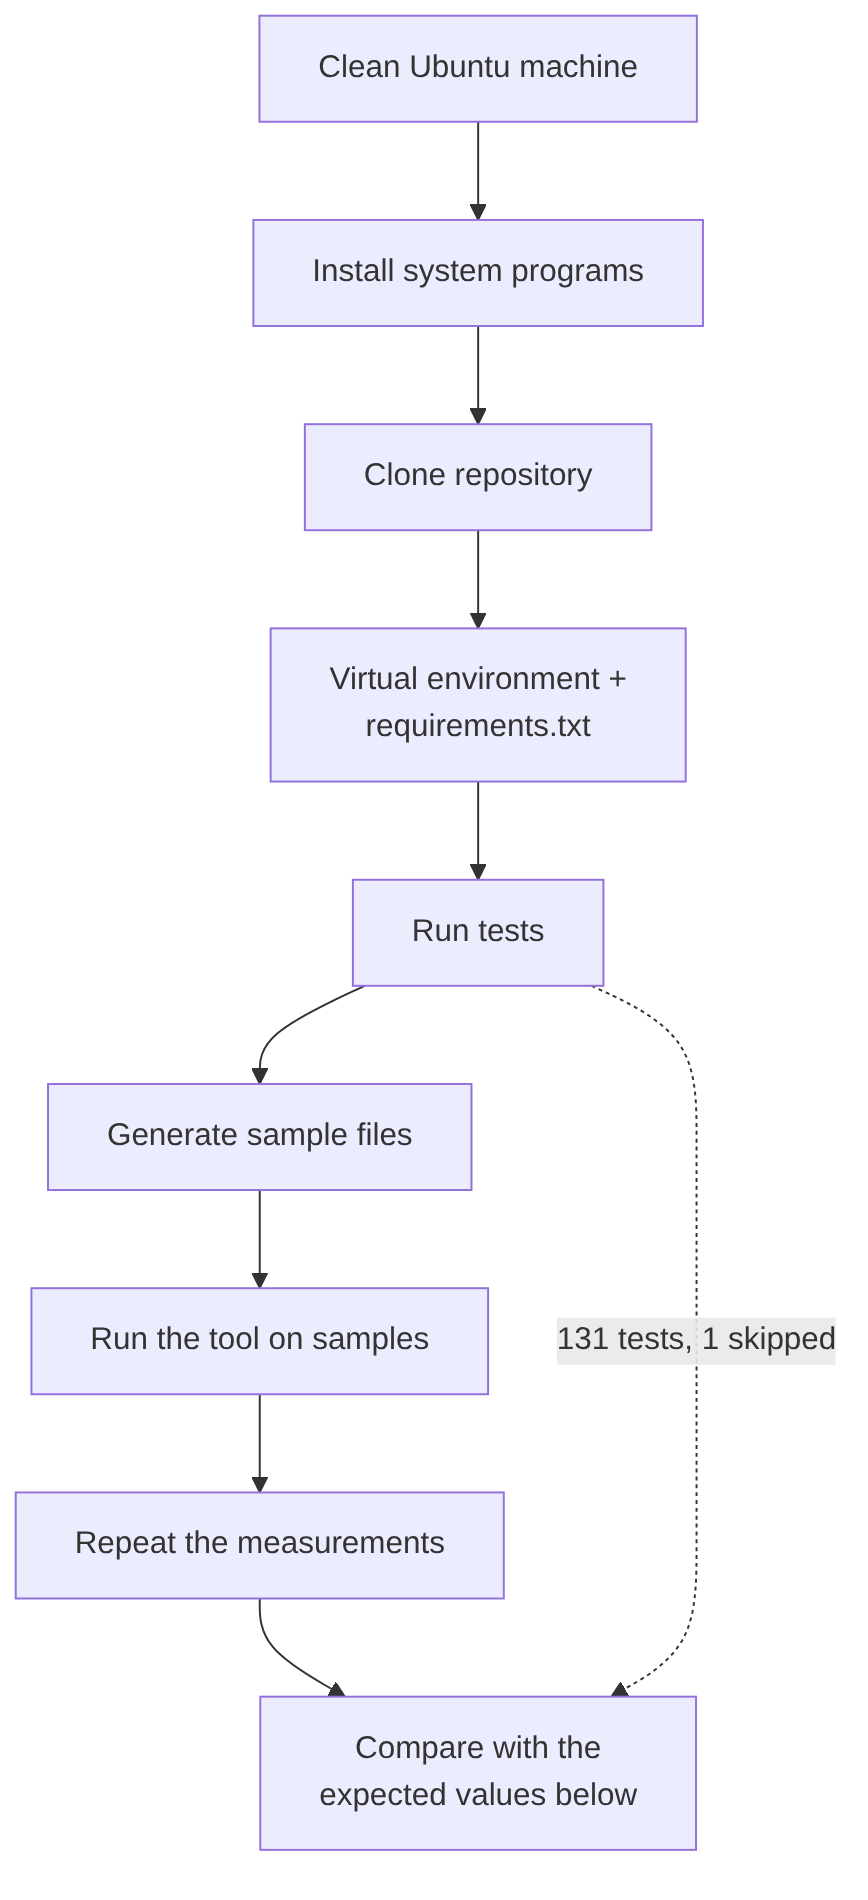 Clean Ubuntu machine
Install system programs
Clone repository
Virtual environment +
requirements.txt
Run tests
Generate sample files
Run the tool on samples
131 tests, 1 skipped
Repeat the measurements
Compare with the
expected values below